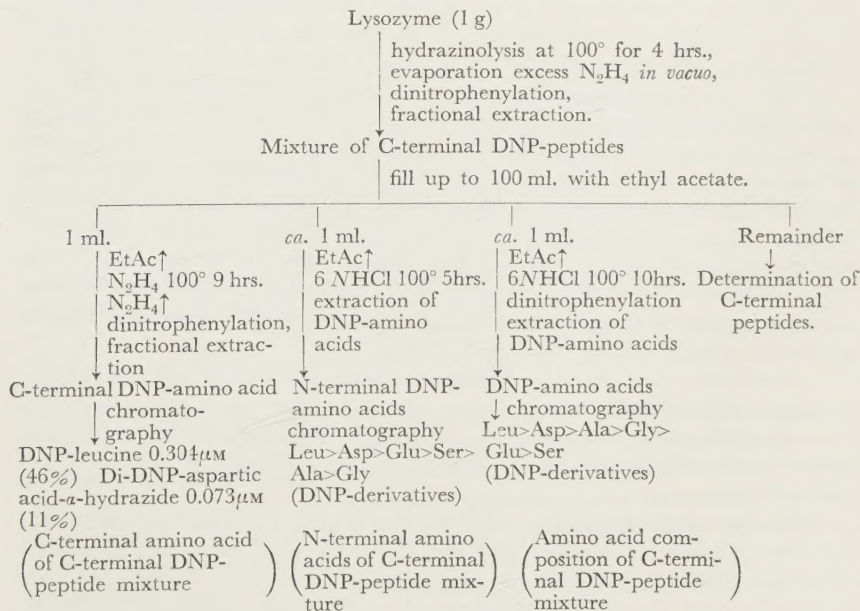 Lysozyme (1 g)
hydrazinolysis at 100° for 4 hrs.,
evaporation excess N₂H₄ in vacuo,
dinitrophenylation,
fractional extraction.
Mixture of C-terminal DNP-peptides
fill up to 100 ml. with ethyl acetate.
1 ml.
EtAc↑
N₂H₄ 100° 9 hrs.
N₂H₄↑
dinitrophenylation,
fractional extrac-
tion
C-terminal DNP-amino acid
chromato-
graphy
DNP-leucine 0.304μM
(46%) Di-DNP-aspartic
acid-α-hydrazide 0.073μM
(11%)
(C-terminal amino acid
of C-terminal DNP-
peptide mixture)
ca. 1 ml.
EtAc↑
6 NHCl 100° 5hrs.
extraction of
DNP-amino
acids
N-terminal DNP-
amino acids
chromatography
Leu>Asp>Glu>Ser>
Ala>Gly
(DNP-derivatives)
(N-terminal amino
acids of C-terminal
DNP-peptide mix-
ture)
ca. 1 ml.
EtAc↑
6NHCl 100° 10hrs.
dinitrophenylation
extraction of
DNP-amino acids
DNP-amino acids
↓ chromatography
Leu>Asp>Ala>Gly>
Glu>Ser
(DNP-derivatives)
(Amino acid com-
position of C-termi-
nal DNP-peptide
mixture)
Remainder
↓
Determination of
C-terminal
peptides.